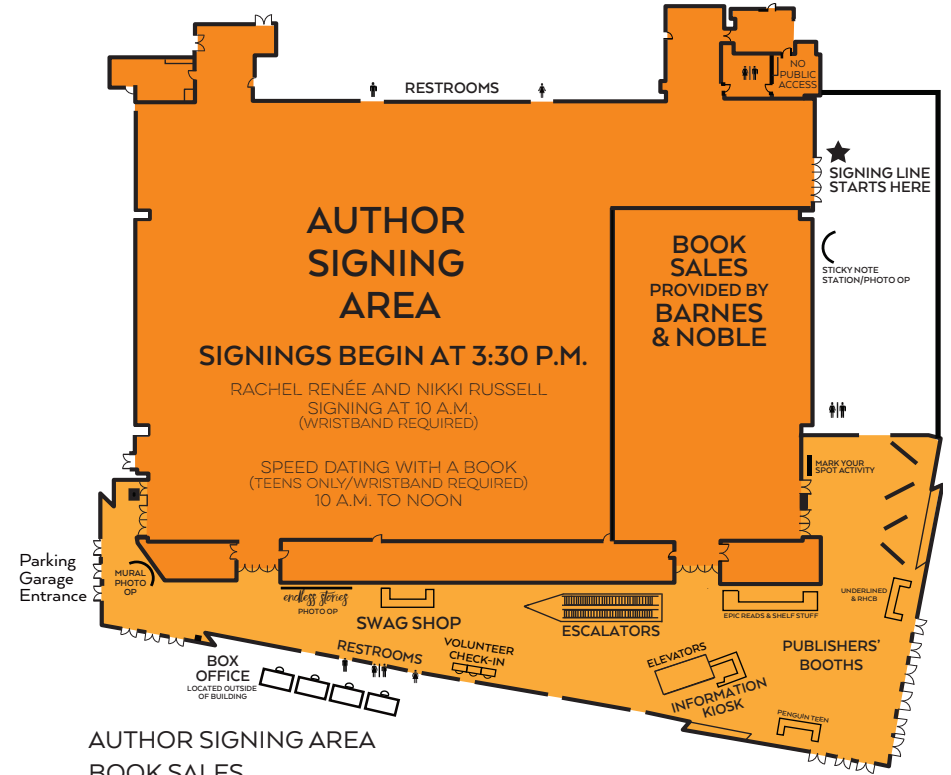 RESTROOMS
NO
PUBLIC
ACCESS
SIGNING LINE
STARTS HERE
AUTHOR
SIGNING
AREA
BOOK
SALES
PROVIDED BY
BARNES
& NOBLE
STICKY NOTE
STATION/PHOTO OP
SIGNINGS BEGIN AT 3:30 P.M.
RACHEL RENÉE AND NIKKI RUSSELL
SIGNING AT 10 A.M.
(WRISTBAND REQUIRED)
SPEED DATING WITH A BOOK
(TEENS ONLY/WRISTBAND REQUIRED)
10 A.M. TO NOON
MARK YOUR
SPOT ACTIVITY
Parking
Garage
Entrance
MURAL
PHOTO
OP
endless stories
PHOTO OP
SWAG SHOP
ESCALATORS
EPIC READS & SHELF STUFF
UNDERLINED
& RHCB
PUBLISHERS'
BOOTHS
RESTROOMS
VOLUNTEER
CHECK-IN
ELEVATORS
INFORMATION
KIOSK
PENGUIN TEEN
BOX
OFFICE
LOCATED OUTSIDE
OF BUILDING
AUTHOR SIGNING AREA
BOOK SALES